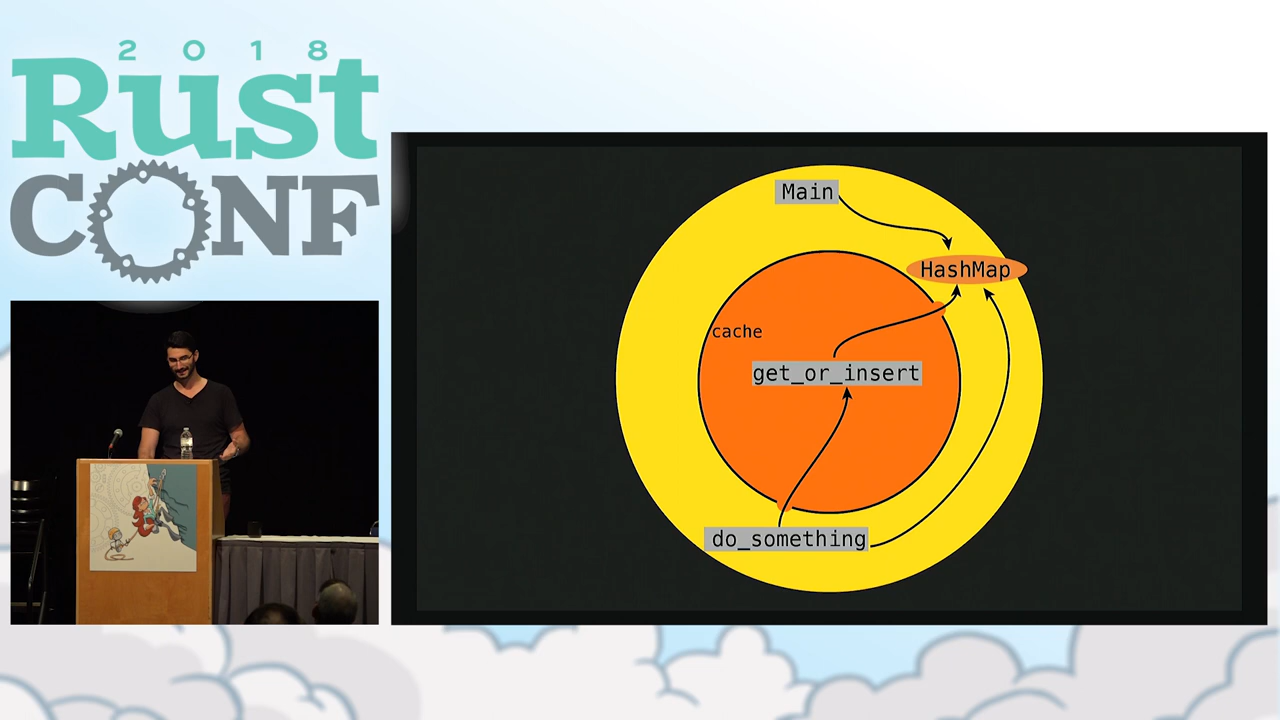 2018
Rust
CONF
Main
HashMap
cache
get_or_insert
do_something